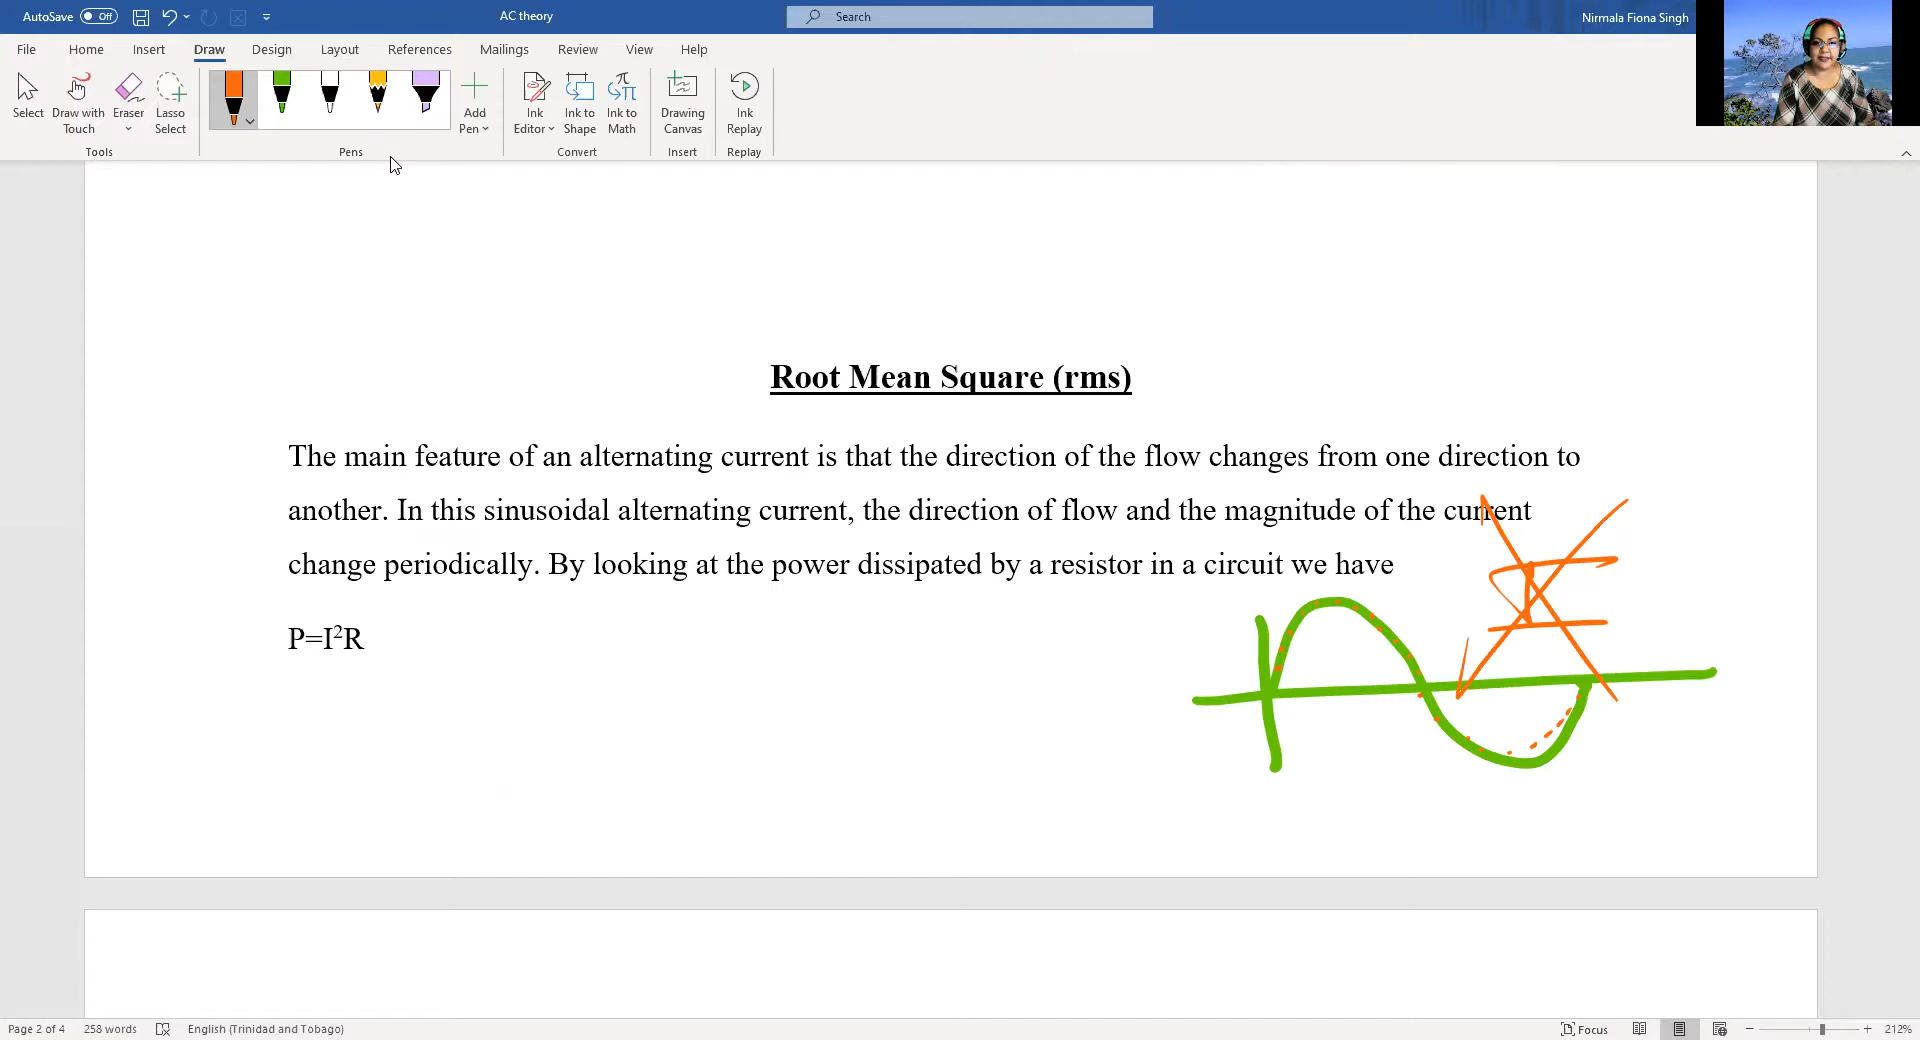 AutoSave Off AC theory Search Nirmala Fiona Singh
File Home Insert Draw Design Layout References Mailings Review View Help
Select Draw with Touch Eraser Lasso Select Add Pen Ink Editor Ink to Shape Ink to Math Drawing Canvas Ink Replay
Tools Pens Convert Insert Replay
Root Mean Square (rms)
The main feature of an alternating current is that the direction of the flow changes from one direction to
another. In this sinusoidal alternating current, the direction of flow and the magnitude of the current
change periodically. By looking at the power dissipated by a resistor in a circuit we have
P=I²R
Page 2 of 4 258 words English (Trinidad and Tobago) Focus 212%